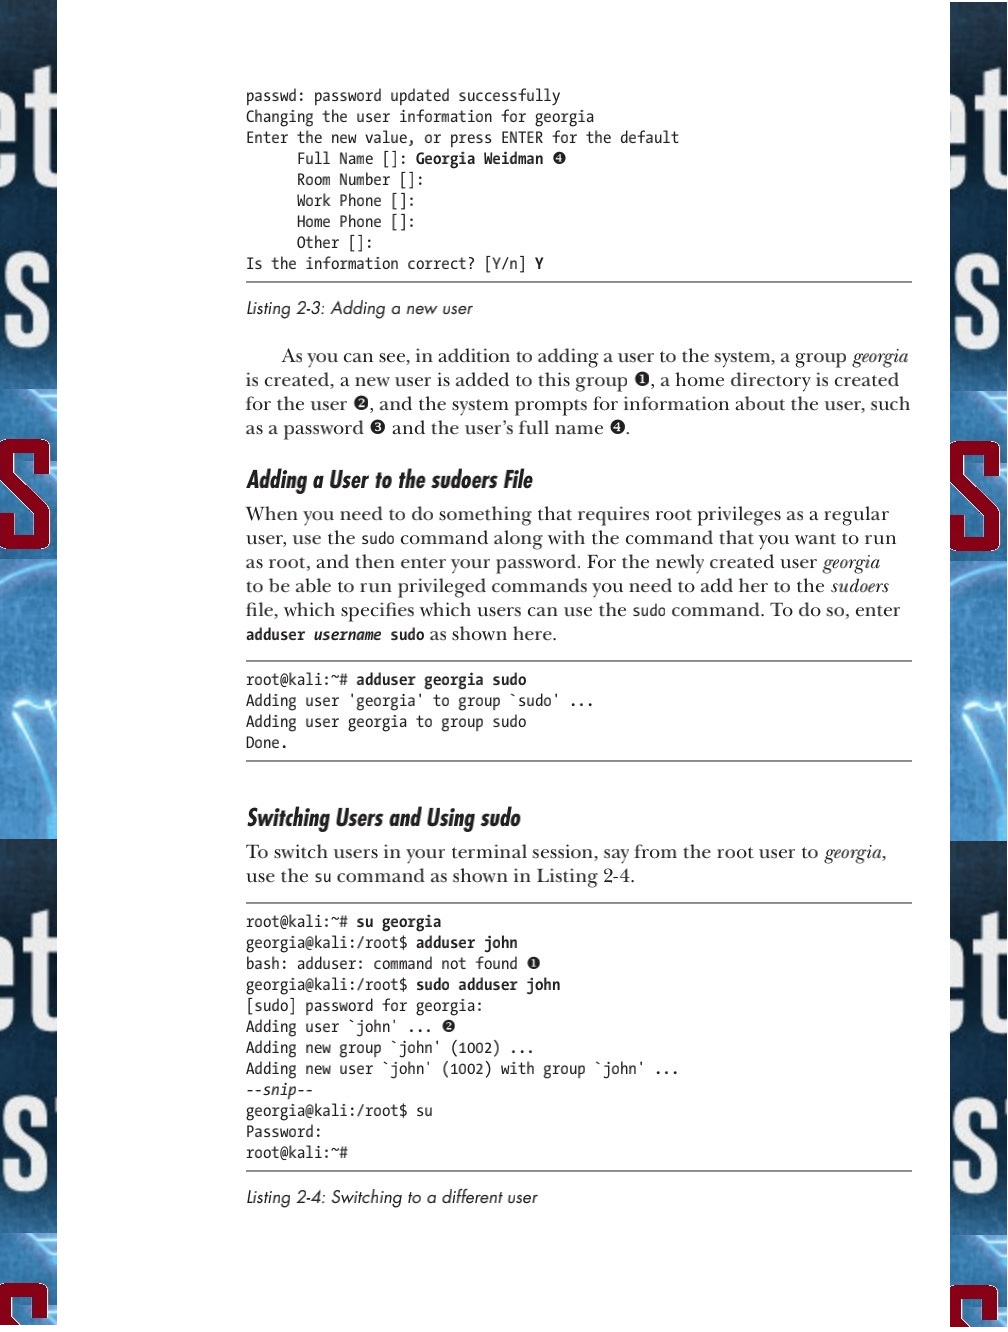 passwd: password updated successfully
Changing the user information for georgia
Enter the new value, or press ENTER for the default
Full Name []: Georgia Weidman ❹
Room Number []:
Work Phone []:
Home Phone []:
Other []:
Is the information correct? [Y/n] Y
Listing 2-3: Adding a new user
As you can see, in addition to adding a user to the system, a group georgia
is created, a new user is added to this group ❶, a home directory is created
for the user ❷, and the system prompts for information about the user, such
as a password ❸ and the user’s full name ❹.
Adding a User to the sudoers File
When you need to do something that requires root privileges as a regular
user, use the sudo command along with the command that you want to run
as root, and then enter your password. For the newly created user georgia
to be able to run privileged commands you need to add her to the sudoers
file, which specifies which users can use the sudo command. To do so, enter
adduser username sudo as shown here.
root@kali:~# adduser georgia sudo
Adding user 'georgia' to group `sudo' ...
Adding user georgia to group sudo
Done.
Switching Users and Using sudo
To switch users in your terminal session, say from the root user to georgia,
use the su command as shown in Listing 2-4.
root@kali:~# su georgia
georgia@kali:/root$ adduser john
bash: adduser: command not found ❶
georgia@kali:/root$ sudo adduser john
[sudo] password for georgia:
Adding user `john' ... ❷
Adding new group `john' (1002) ...
Adding new user `john' (1002) with group `john' ...
--snip--
georgia@kali:/root$ su
Password:
root@kali:~#
Listing 2-4: Switching to a different user